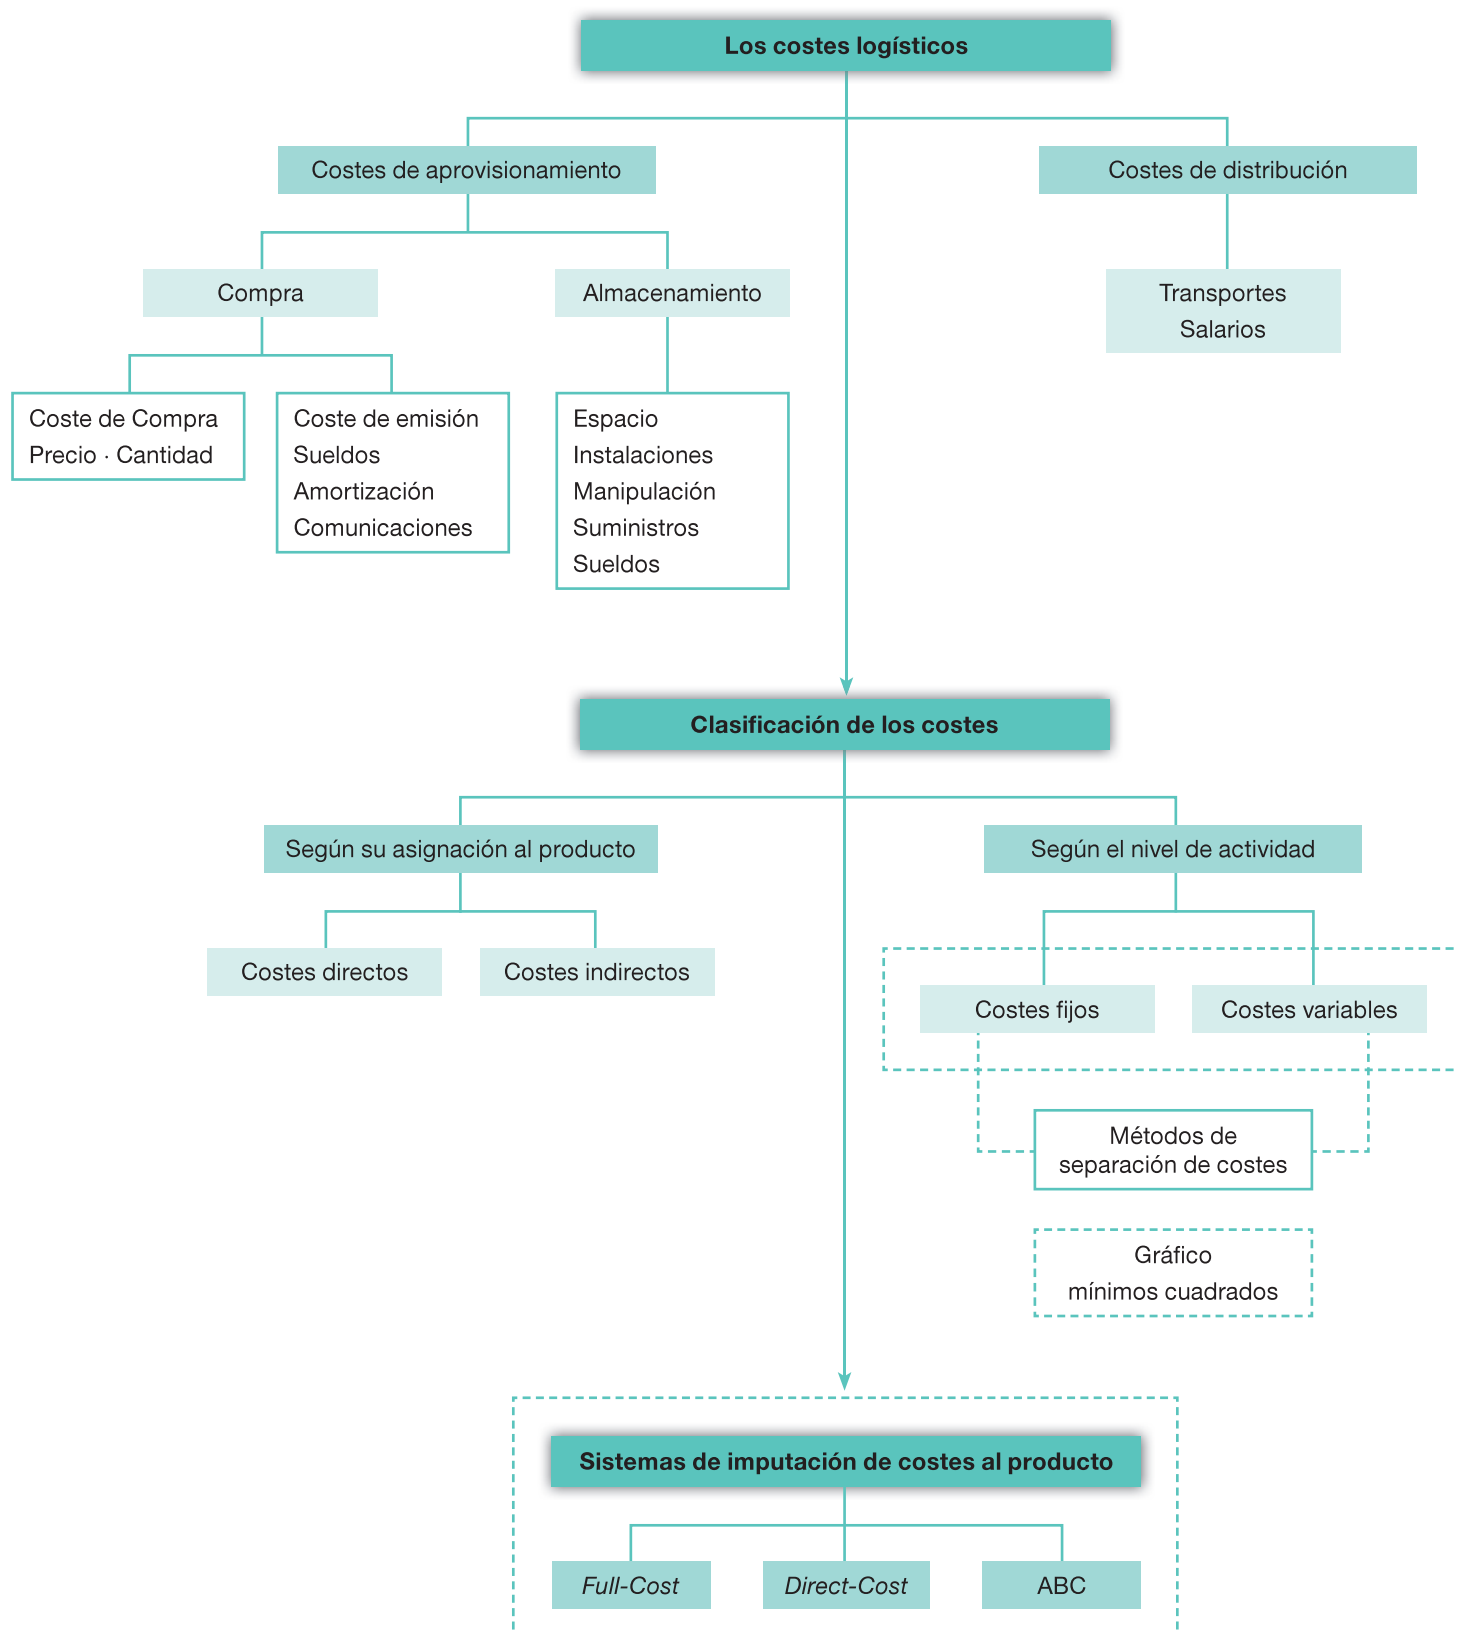 Los costes logísticos
Costes de aprovisionamiento
Costes de distribución
Compra
Almacenamiento
Transportes
Salarios
Coste de Compra
Precio · Cantidad
Coste de emisión
Sueldos
Amortización
Comunicaciones
Espacio
Instalaciones
Manipulación
Suministros
Sueldos
Clasificación de los costes
Según su asignación al producto
Según el nivel de actividad
Costes directos
Costes indirectos
Costes fijos
Costes variables
Métodos de
separación de costes
Gráfico
mínimos cuadrados
Sistemas de imputación de costes al producto
Full-Cost
Direct-Cost
ABC